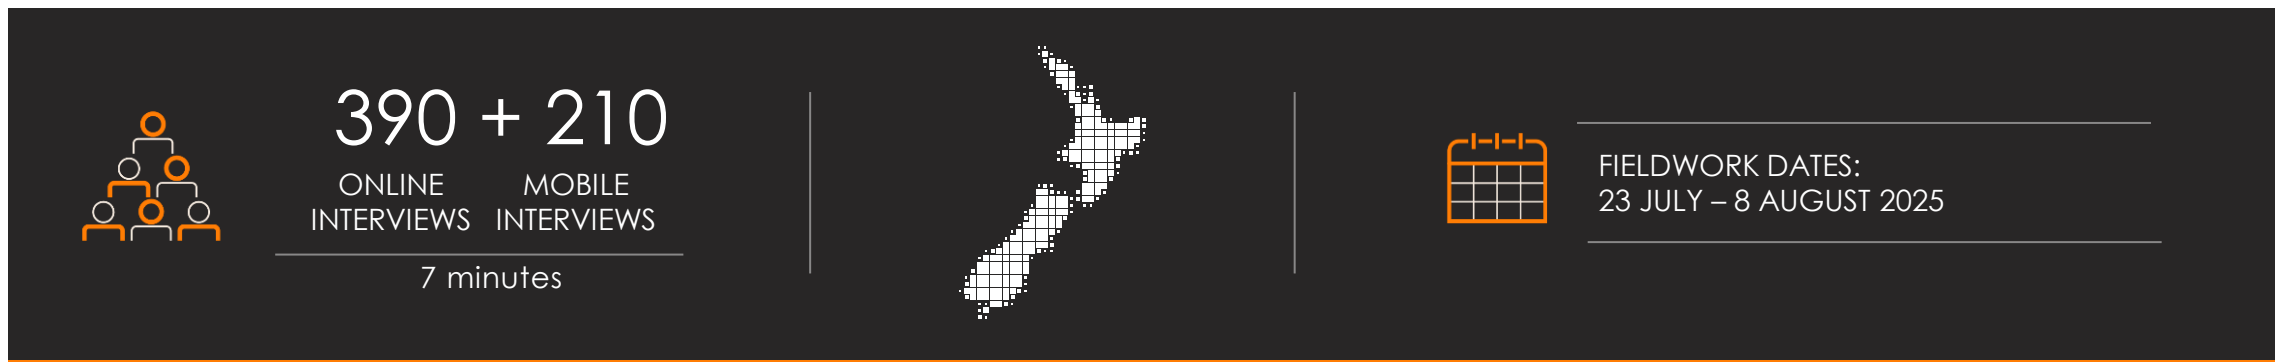 390 + 210
ONLINE MOBILE
INTERVIEWS INTERVIEWS
7 minutes
FIELDWORK DATES:
23 JULY – 8 AUGUST 2025